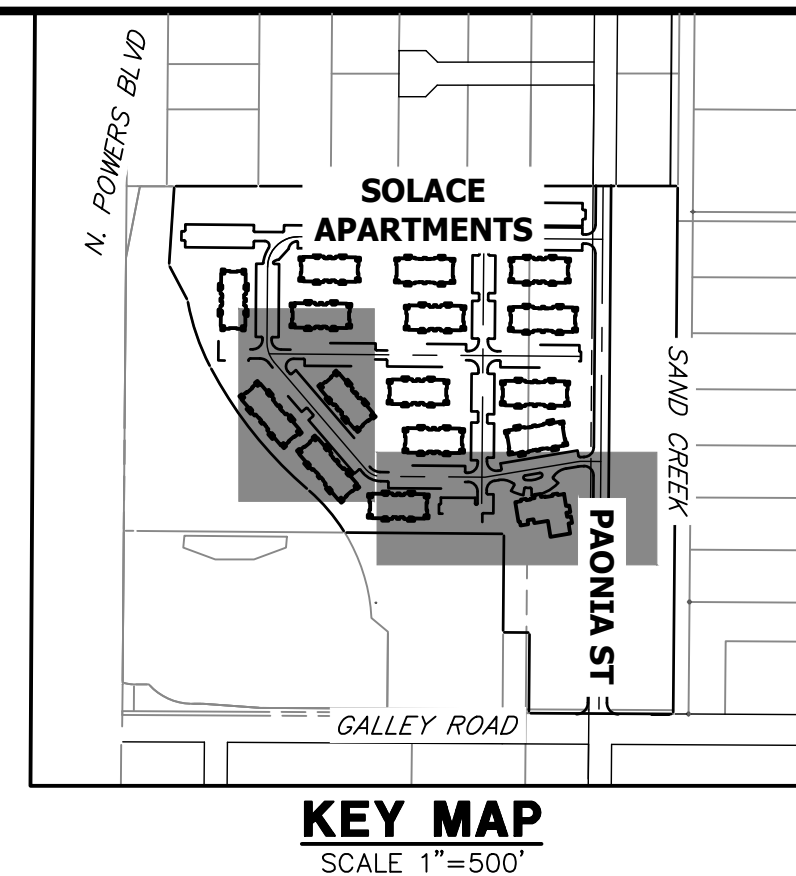 N. POWERS BLVD
SOLACE
APARTMENTS
SAND CREEK
PAONIA ST
GALLEY ROAD
KEY MAP
SCALE 1"=500'